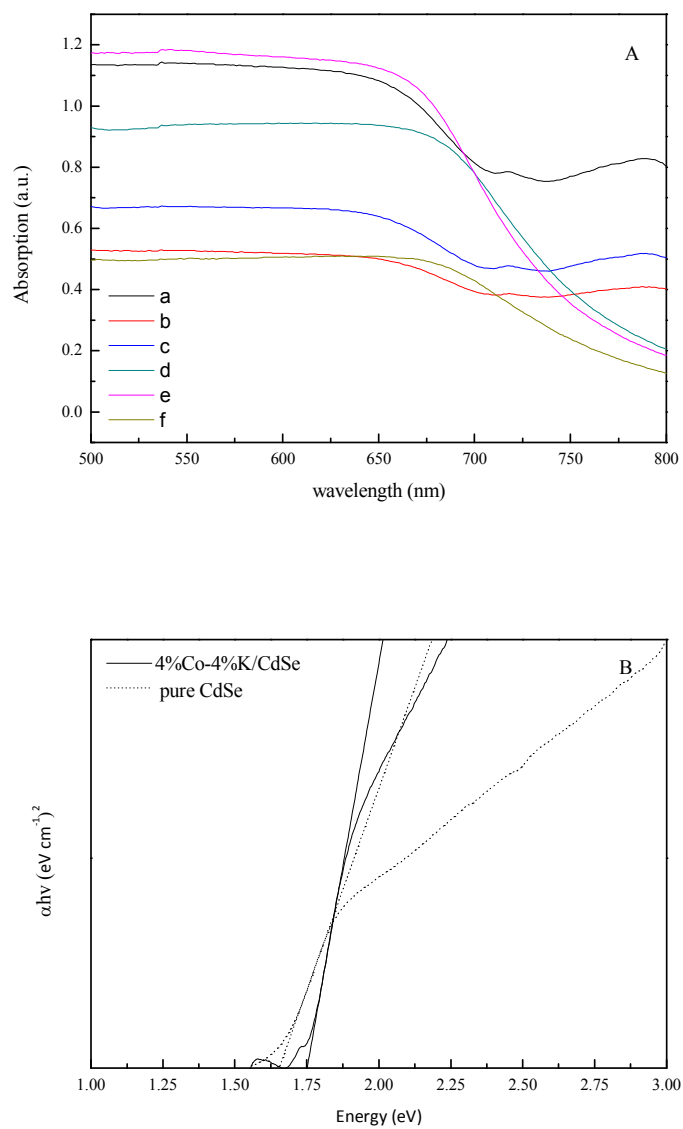 A
1.2
1.0
0.8
0.6
0.4
0.2
0.0
Absorption (a.u.)
a
b
c
d
e
f
500 550 600 650 700 750 800
wavelength (nm)
B
4%Co-4%K/CdSe
pure CdSe
αhν (eV cm⁻¹)²
1.00 1.25 1.50 1.75 2.00 2.25 2.50 2.75 3.00
Energy (eV)